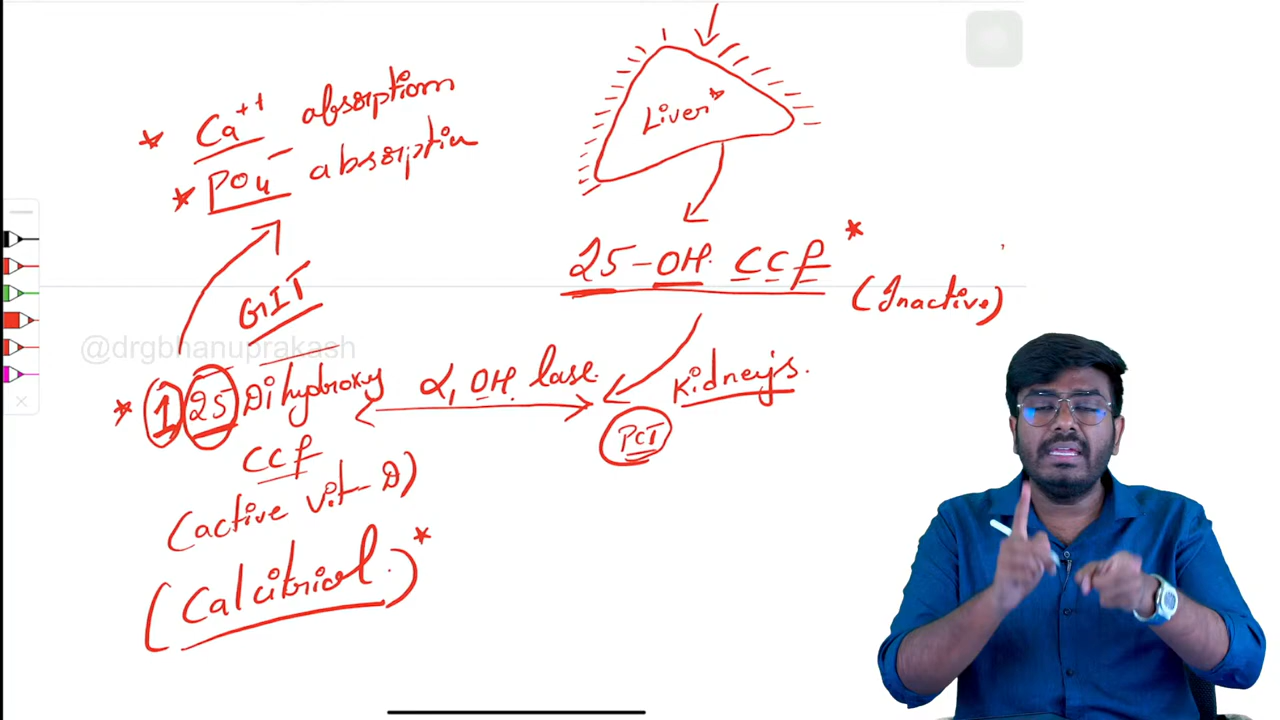 * Ca++ absorption
* PO4- absorption
Liver*
25-OH. CCf *
(Inactive)
GIT
@drgbhanuprakash
* 1 25 Dihydroxy
CCf
(active Vit-D)
(Calcitriol.)*
α, OH lase.
Kidneys.
PCT